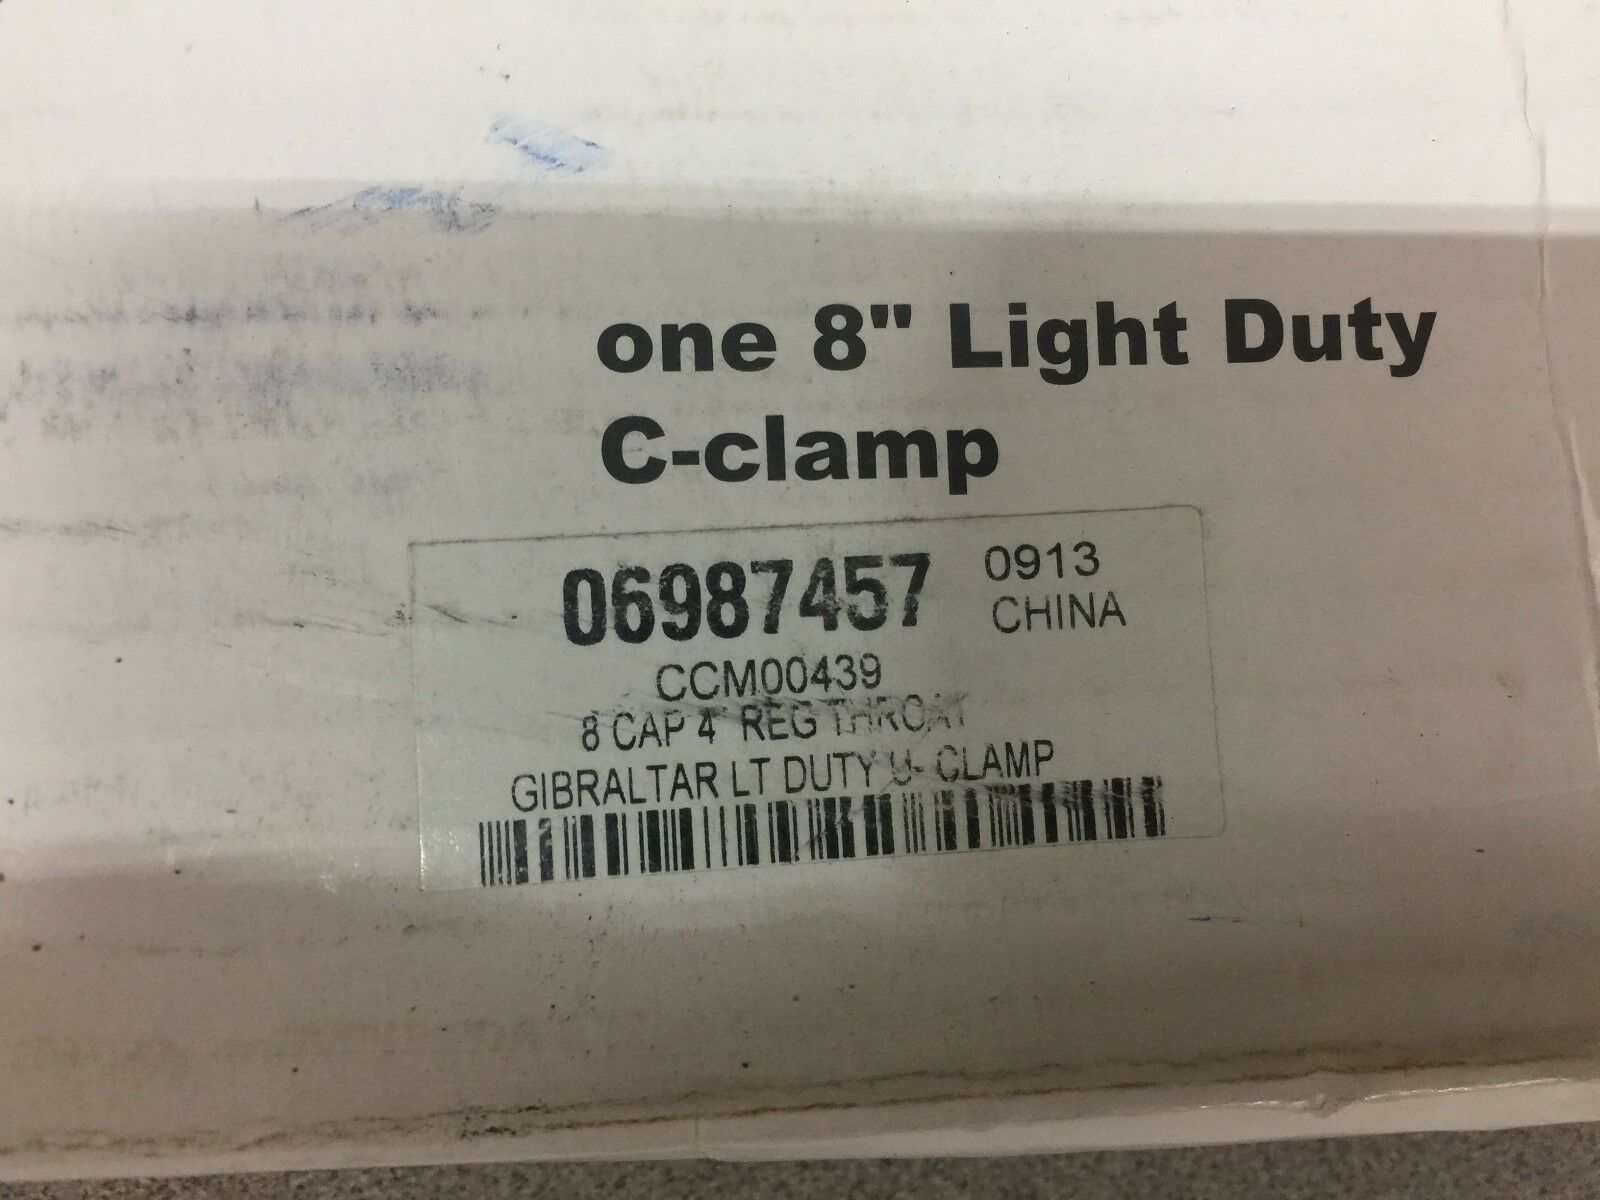 one 8" Light Duty
C-clamp
06987457 0913
CHINA
CCM00439
8 CAP 4" REG THROAT
GIBRALTAR LT DUTY U- CLAMP